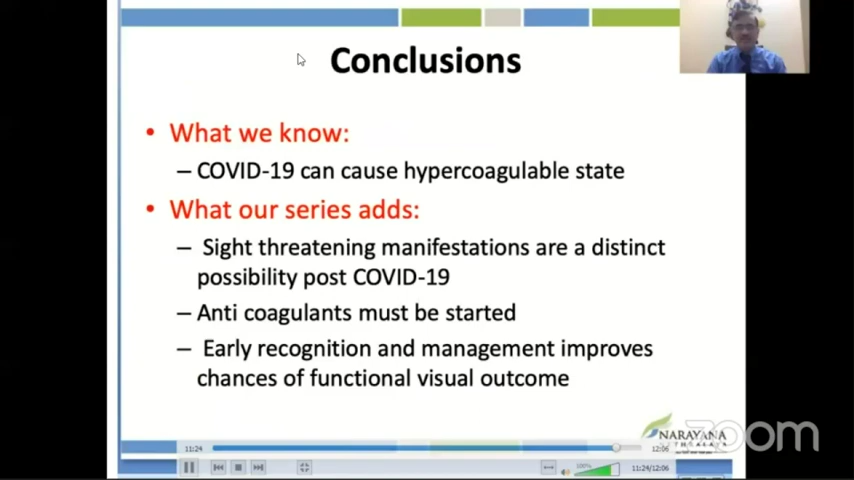 Conclusions
• What we know:
– COVID-19 can cause hypercoagulable state
• What our series adds:
– Sight threatening manifestations are a distinct
possibility post COVID-19
– Anti coagulants must be started
– Early recognition and management improves
chances of functional visual outcome
NARAYANA
zoom
11:24
12:06
100%
11:24/12:06